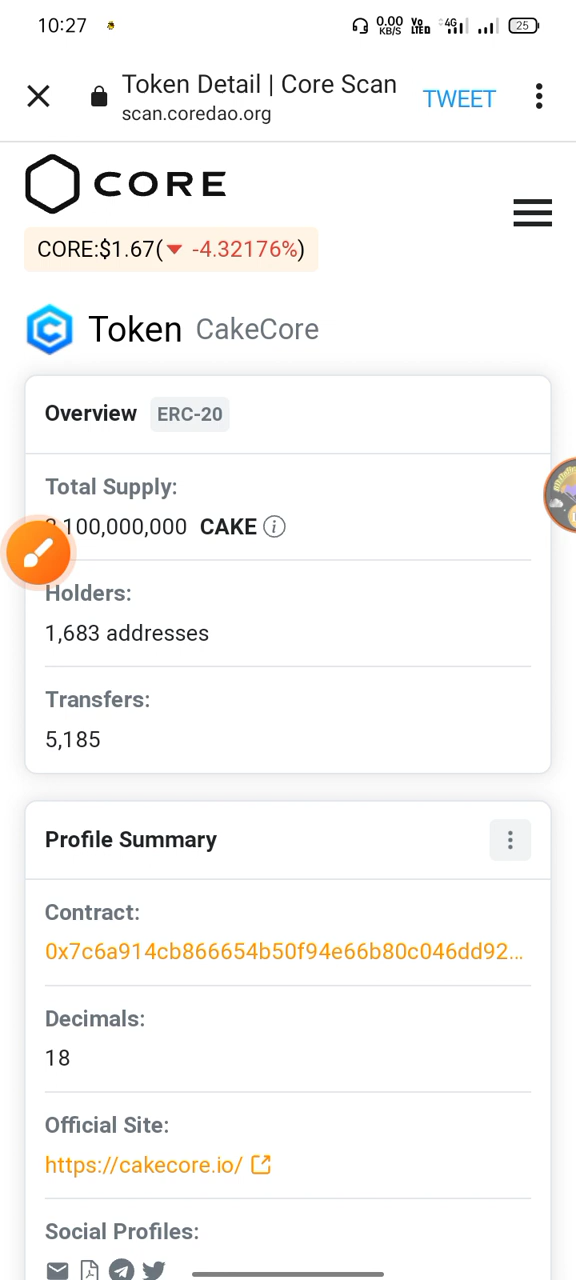 10:27 0.00 KB/S Vo LTED 4G 25
Token Detail | Core Scan
scan.coredao.org
TWEET
CORE
CORE:$1.67(▼ -4.32176%)
Token CakeCore
Overview ERC-20
Total Supply:
100,000,000 CAKE
Holders:
1,683 addresses
Transfers:
5,185
Profile Summary
Contract:
0x7c6a914cb866654b50f94e66b80c046dd92...
Decimals:
18
Official Site:
https://cakecore.io/
Social Profiles: